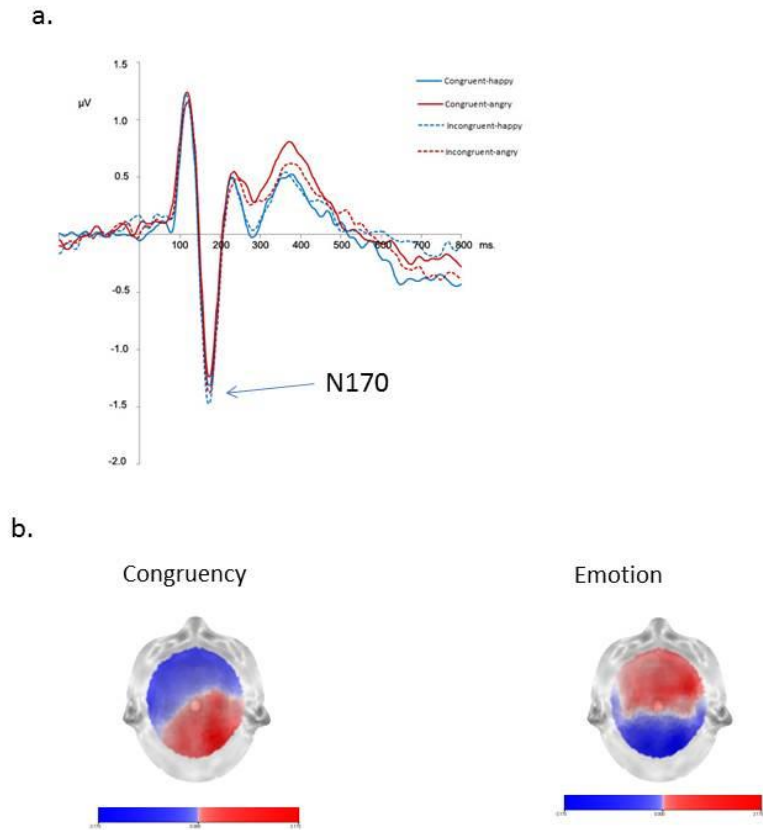 a.
1.5
µV
1.0
0.5
-0.5
-1.0
-1.5
-2.0
100 200 300 400 500 600 700 800 ms.
Congruent-happy
Congruent-angry
Incongruent-happy
Incongruent-angry
N170
b.
Congruency
Emotion